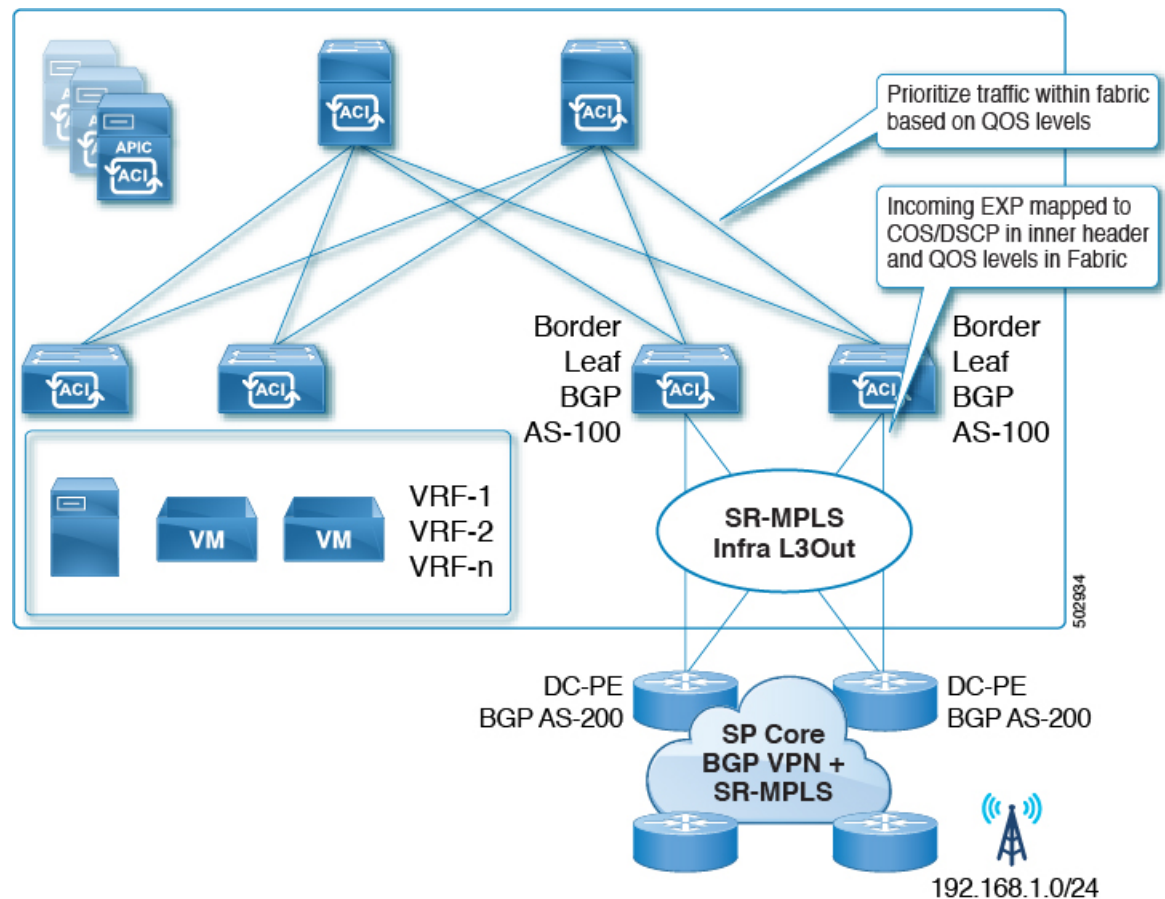 ACI
ACI
A
A
APIC
ACI
Prioritize traffic within fabric
based on QOS levels
Incoming EXP mapped to
COS/DSCP in inner header
and QOS levels in Fabric
ACI
ACI
Border
Leaf
BGP
AS-100
ACI
ACI
Border
Leaf
BGP
AS-100
VM
VM
VRF-1
VRF-2
VRF-n
SR-MPLS
Infra L3Out
502934
DC-PE
BGP AS-200
DC-PE
BGP AS-200
SP Core
BGP VPN +
SR-MPLS
192.168.1.0/24